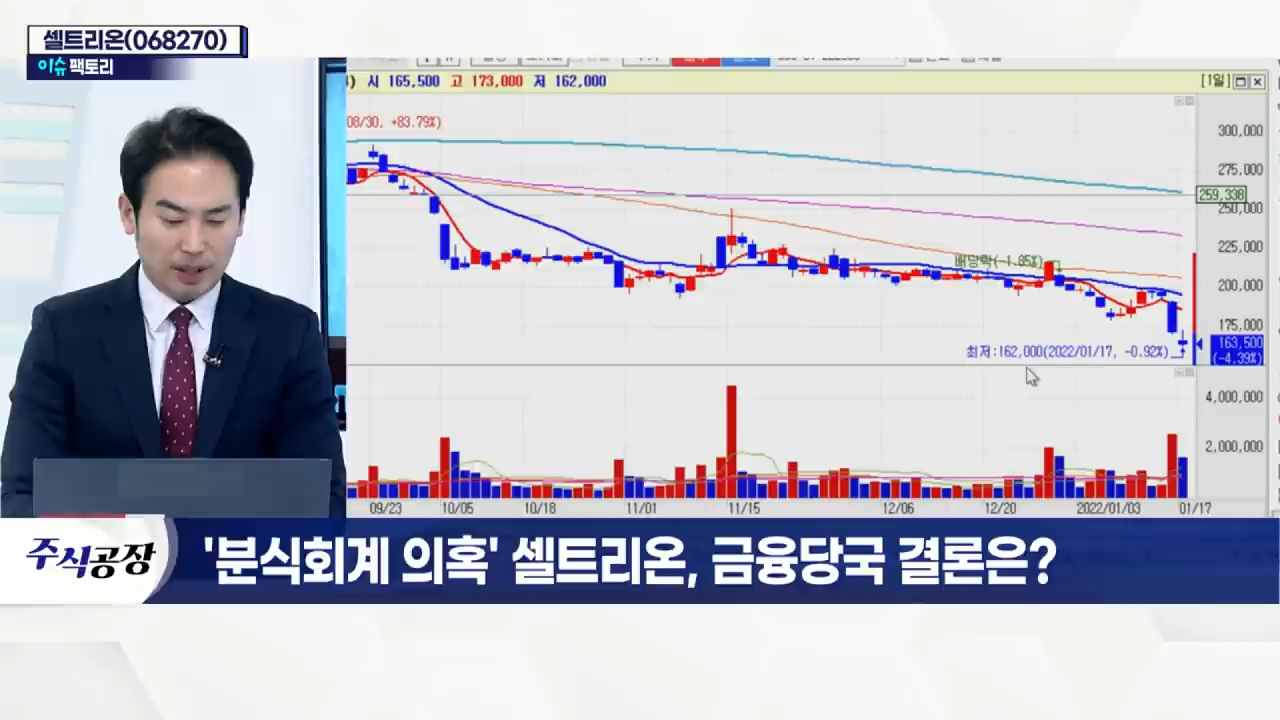 셀트리온(068270)
이슈 팩토리
시 165,500 고 173,000 저 162,000
[1일]
08/30, +83.79%)
300,000
275,000
259,338
250,000
225,000
배당락(-1.85%)
200,000
175,000
163,500
(-4.39%)
최저:162,000(2022/01/17, -0.92%)
4,000,000
2,000,000
09/23 10/05 10/18 11/01 11/15 12/06 12/20 2022/01/03 01/17
주식공장
'분식회계 의혹' 셀트리온, 금융당국 결론은?